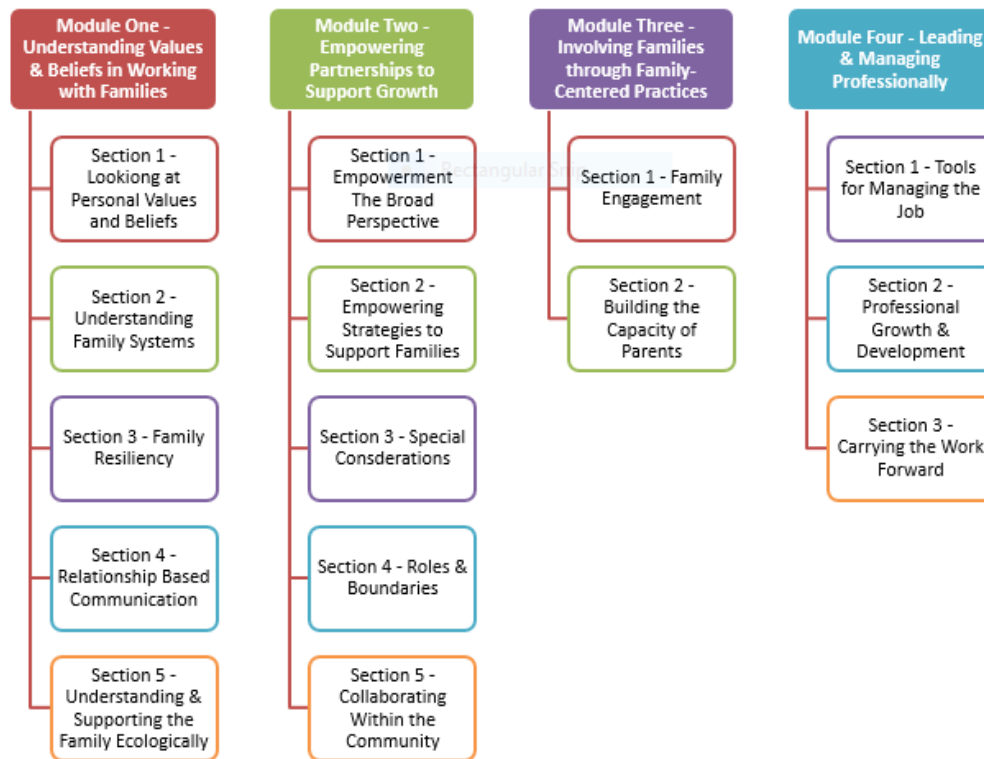 Module One -
Understanding Values
& Beliefs in Working
with Families
Section 1 -
Lookiong at
Personal Values
and Beliefs
Section 2 -
Understanding
Family Systems
Section 3 - Family
Resiliency
Section 4 -
Relationship Based
Communication
Section 5 -
Understanding &
Supporting the
Family Ecologically
Module Two -
Empowering
Partnerships to
Support Growth
Section 1 -
Empowerment
The Broad
Perspective
Section 2 -
Empowering
Strategies to
Support Families
Section 3 - Special
Consderations
Section 4 - Roles &
Boundaries
Section 5 -
Collaborating
Within the
Community
Rectangular Snip
Module Three -
Involving Families
through Family-
Centered Practices
Section 1 - Family
Engagement
Section 2 -
Building the
Capacity of
Parents
Module Four - Leading
& Managing
Professionally
Section 1 - Tools
for Managing the
Job
Section 2 -
Professional
Growth &
Development
Section 3 -
Carrying the Work
Forward